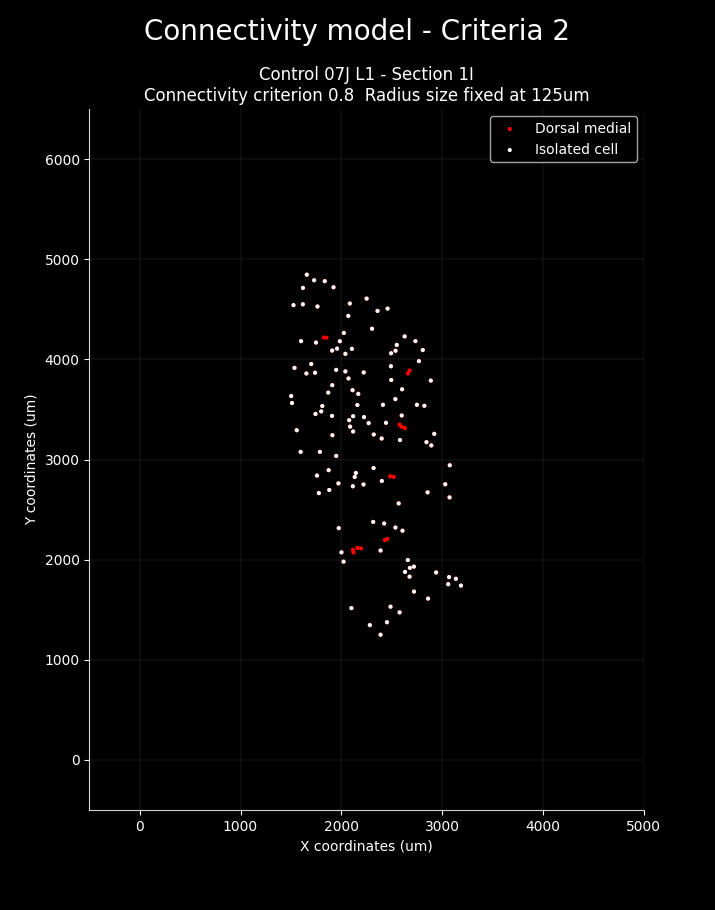 Connectivity model - Criteria 2
Control 07J L1 - Section 1I
Connectivity criterion 0.8  Radius size fixed at 125um
Dorsal medial
Isolated cell
6000
5000
4000
3000
2000
1000
0
Y coordinates (um)
0 1000 2000 3000 4000 5000
X coordinates (um)